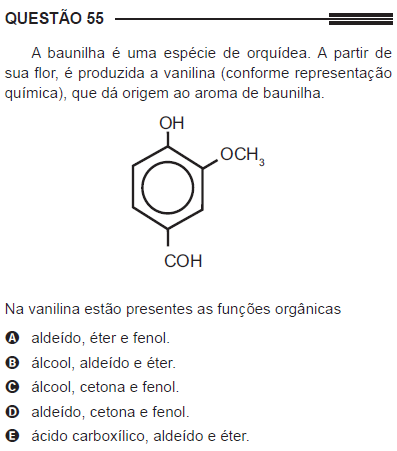 QUESTÃO 55
A baunilha é uma espécie de orquídea. A partir de
sua flor, é produzida a vanilina (conforme representação
química), que dá origem ao aroma de baunilha.
OH
OCH₃
COH
Na vanilina estão presentes as funções orgânicas
A aldeído, éter e fenol.
B álcool, aldeído e éter.
C álcool, cetona e fenol.
D aldeído, cetona e fenol.
E ácido carboxílico, aldeído e éter.